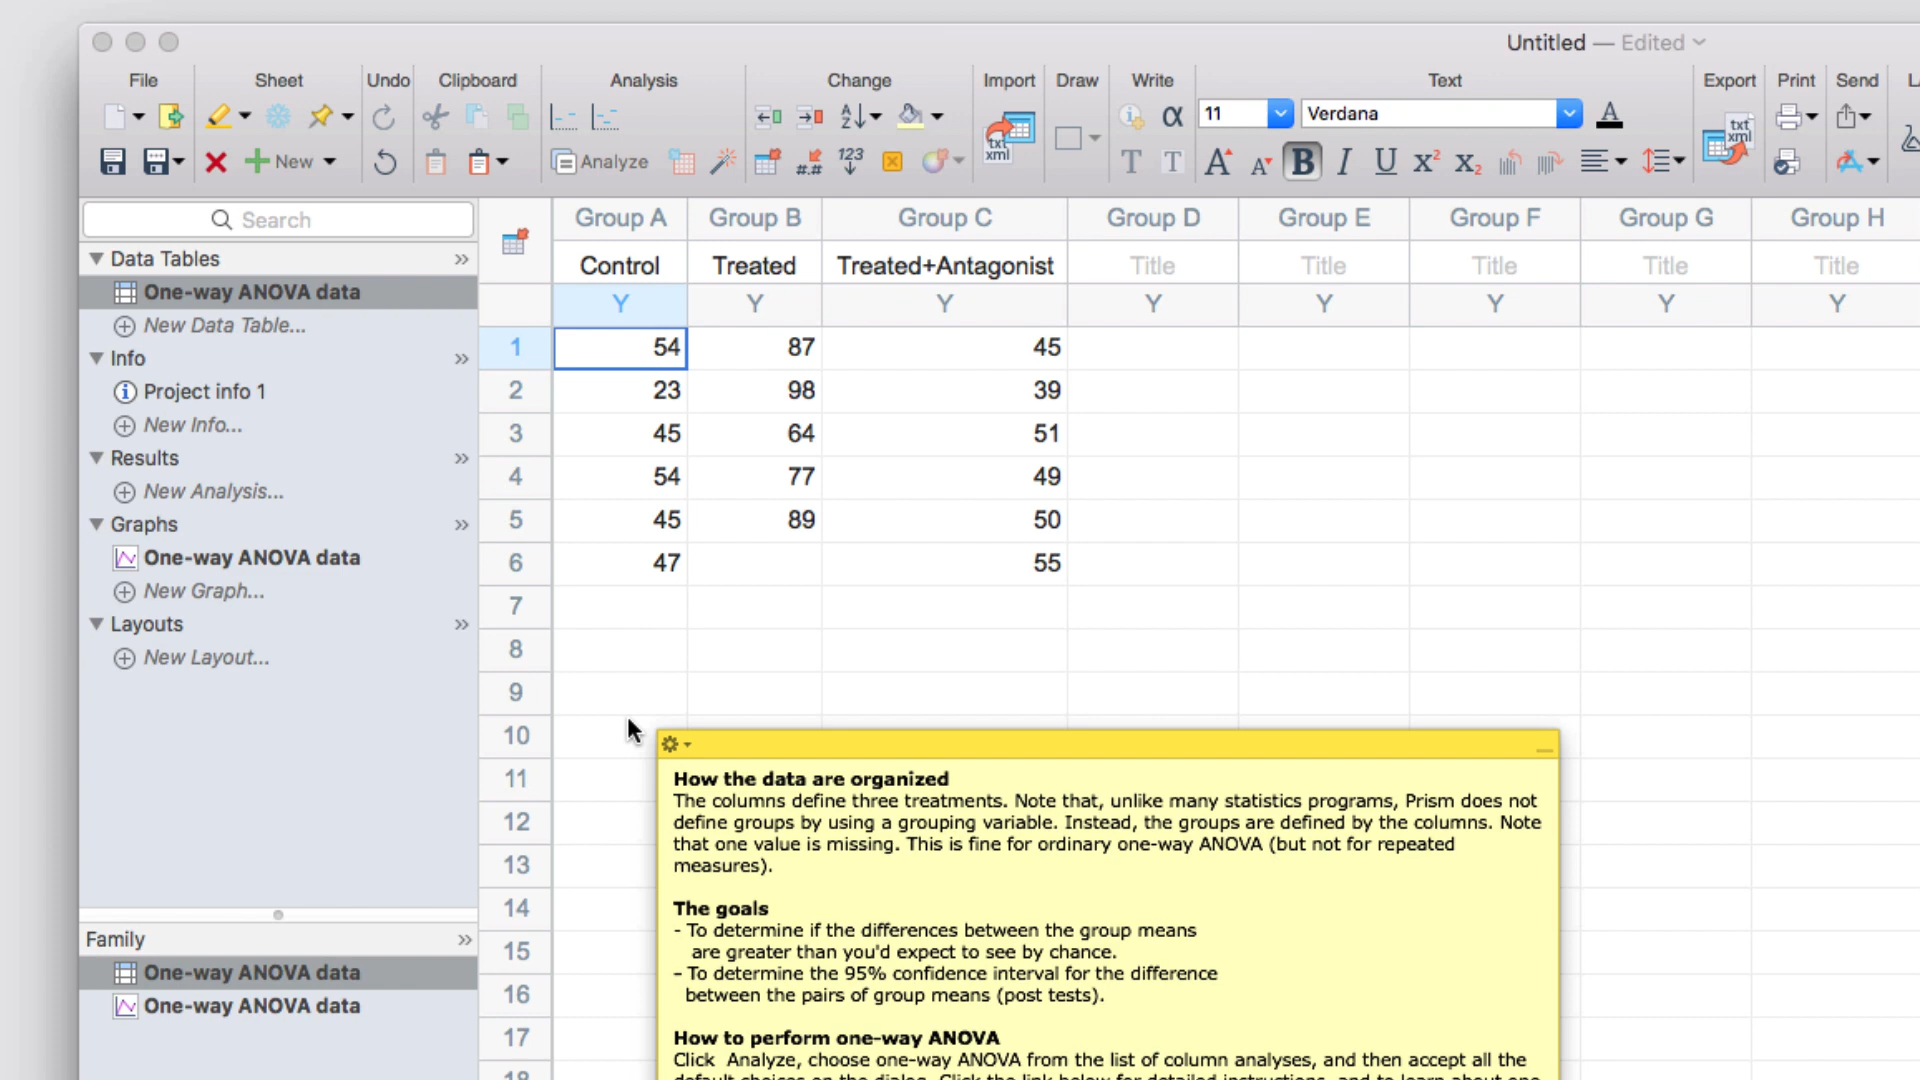 Untitled — Edited
File Sheet Undo Clipboard Analysis Change Import Draw Write Text Export Print Send
11 Verdana
New Analyze
Search
Group A Group B Group C Group D Group E Group F Group G Group H
Data Tables
Control Treated Treated+Antagonist Title Title Title Title Title
One-way ANOVA data
Y Y Y Y Y Y Y Y
New Data Table...
1 54 87 45
Info
2 23 98 39
Project info 1
New Info...
3 45 64 51
Results
4 54 77 49
New Analysis...
5 45 89 50
Graphs
6 47 55
One-way ANOVA data
New Graph...
7
Layouts
8
New Layout...
9
10
11
12
13
14
15
16
17
How the data are organized
The columns define three treatments. Note that, unlike many statistics programs, Prism does not
define groups by using a grouping variable. Instead, the groups are defined by the columns. Note
that one value is missing. This is fine for ordinary one-way ANOVA (but not for repeated
measures).
The goals
- To determine if the differences between the group means
are greater than you'd expect to see by chance.
- To determine the 95% confidence interval for the difference
between the pairs of group means (post tests).
How to perform one-way ANOVA
Click Analyze, choose one-way ANOVA from the list of column analyses, and then accept all the
Family
One-way ANOVA data
One-way ANOVA data